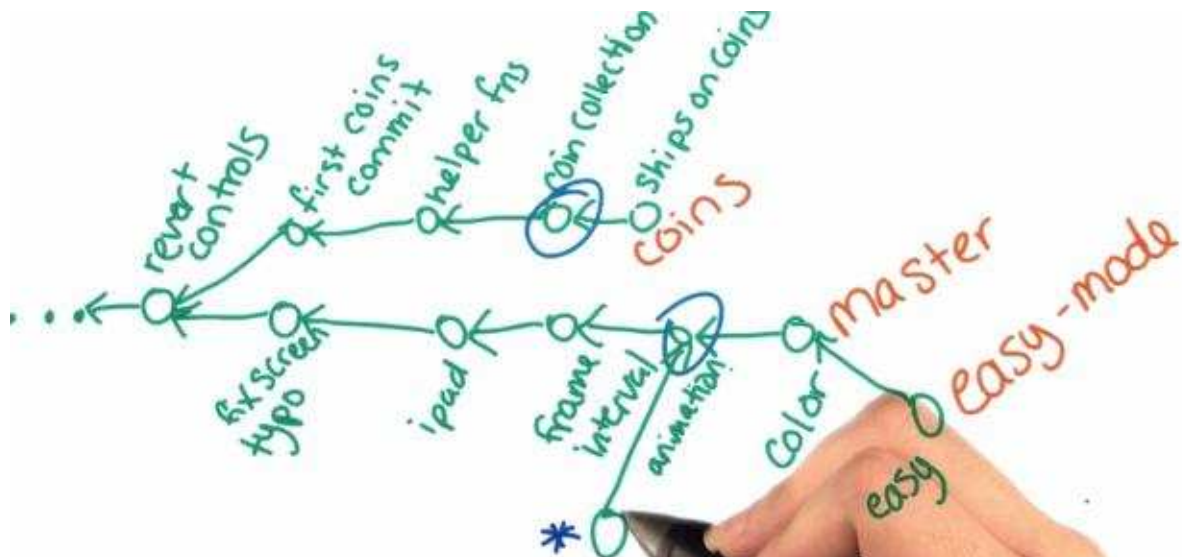 revert
controls
first coins
commit
helper fns
coin collection
ships on coins
coins
master
easy-mode
fix screen
typo
ipad
frame
interval
animation
color
easy
*